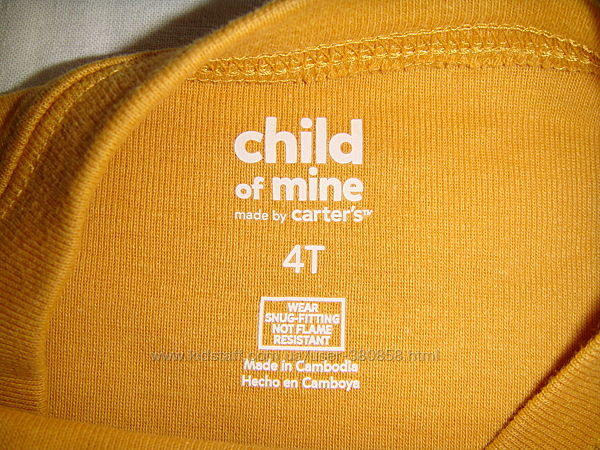 child
of mine
made by carter's™
4T
WEAR
SNUG-FITTING
NOT FLAME
RESISTANT
Made in Cambodia
Hecho en Camboya